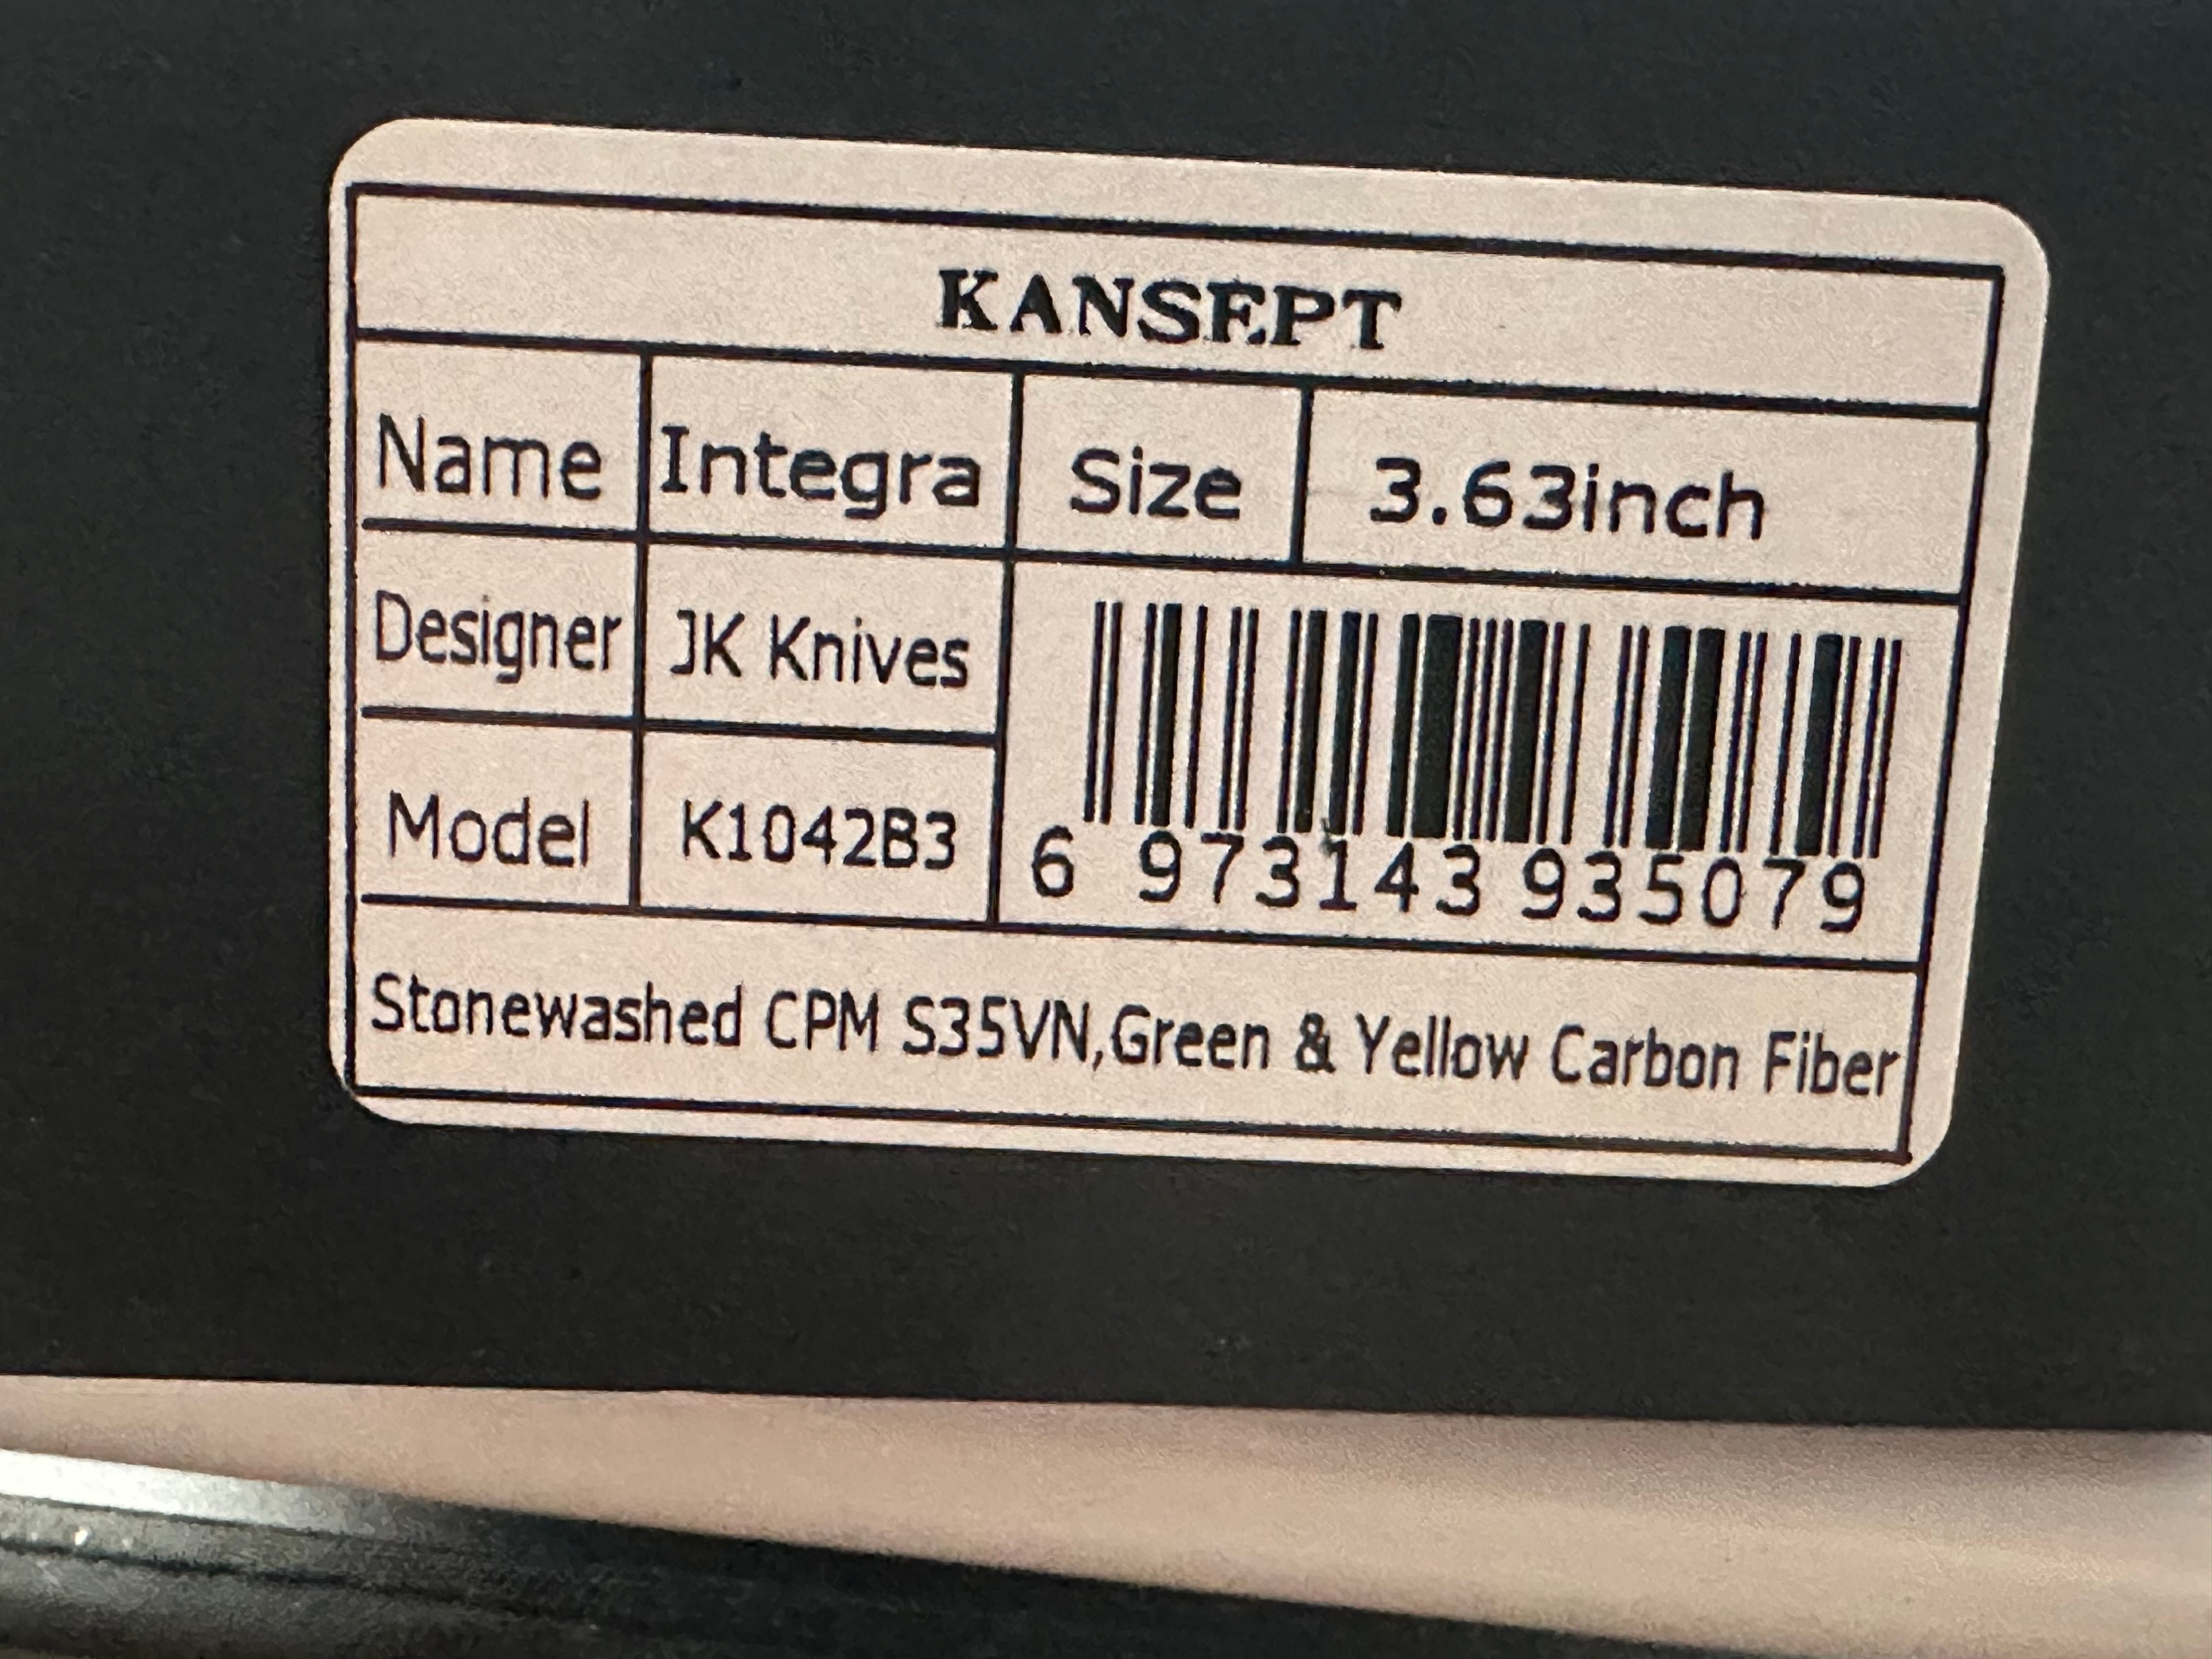 KANSEPT
Name Integra Size 3.63inch
Designer JK Knives
Model K1042B3
6 973143 935079
Stonewashed CPM S35VN,Green & Yellow Carbon Fiber